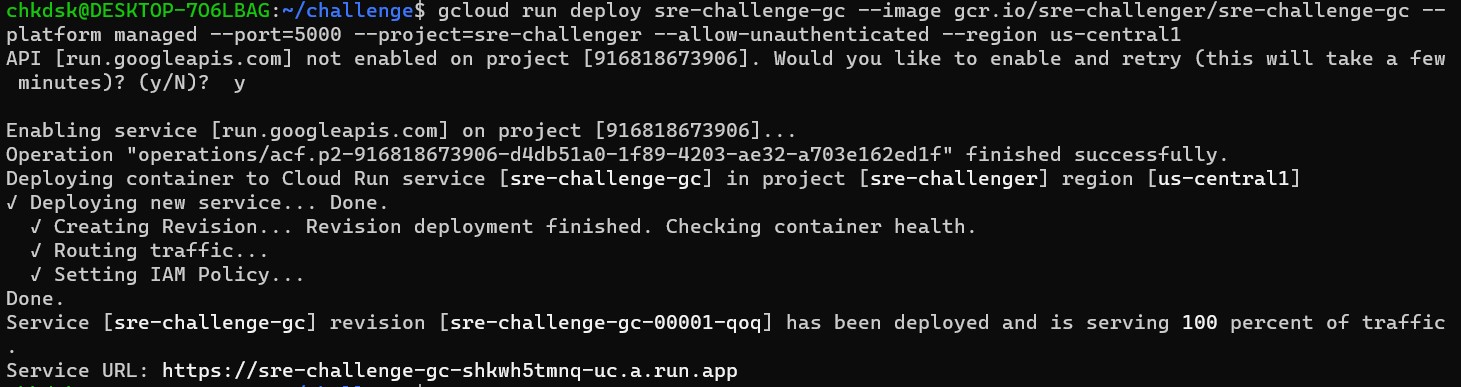 chkdsk@DESKTOP-7O6LBAG:~/challenge$ gcloud run deploy sre-challenge-gc --image gcr.io/sre-challenger/sre-challenge-gc --
platform managed --port=5000 --project=sre-challenger --allow-unauthenticated --region us-central1
API [run.googleapis.com] not enabled on project [916818673906]. Would you like to enable and retry (this will take a few
 minutes)? (y/N)?  y

Enabling service [run.googleapis.com] on project [916818673906]...
Operation "operations/acf.p2-916818673906-d4db51a0-1f89-4203-ae32-a703e162ed1f" finished successfully.
Deploying container to Cloud Run service [sre-challenge-gc] in project [sre-challenger] region [us-central1]
✓ Deploying new service... Done.
  ✓ Creating Revision... Revision deployment finished. Checking container health.
  ✓ Routing traffic...
  ✓ Setting IAM Policy...
Done.
Service [sre-challenge-gc] revision [sre-challenge-gc-00001-qoq] has been deployed and is serving 100 percent of traffic
.
Service URL: https://sre-challenge-gc-shkwh5tmnq-uc.a.run.app